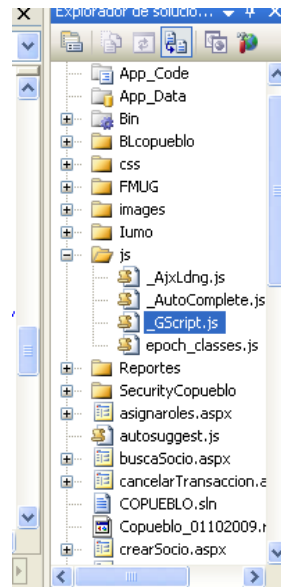 Explorador de solucio...
App_Code
App_Data
Bin
BLcopueblo
css
FMUG
images
Iumo
js
_AjxLdng.js
_AutoComplete.js
_GScript.js
epoch_classes.js
Reportes
SecurityCopueblo
asignaroles.aspx
autosuggest.js
buscaSocio.aspx
cancelarTransaccion.a
COPUEBLO.sln
Copueblo_01102009.r
crearSocio.aspx